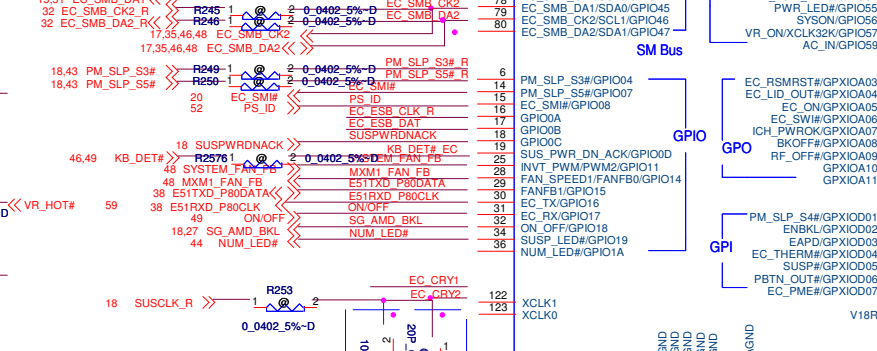 32 EC_SMB_CK2_R R245 1 @ 2 0_0402_5%~D EC_SMB_CK2
32 EC_SMB_DA2_R R246 1 @ 2 0_0402_5%~D EC_SMB_DA2
17,35,46,48 EC_SMB_CK2
17,35,46,48 EC_SMB_DA2
79 EC_SMB_DA1/SDA0/GPIO45
80 EC_SMB_CK2/SCL1/GPIO46
EC_SMB_DA2/SDA1/GPIO47
SM Bus
PWR_LED#/GPIO55
SYSON/GPIO56
VR_ON/XCLK32K/GPIO57
AC_IN/GPIO59
18,43 PM_SLP_S3# R249 1 @ 2 0_0402_5%~D PM_SLP_S3#_R
18,43 PM_SLP_S5# R250 1 @ 2 0_0402_5%~D PM_SLP_S5#_R
20 EC_SMI# EC_SMI#
52 PS_ID PS_ID
EC_ESB_CLK_R
EC_ESB_DAT
18 SUSPWRDNACK SUSPWRDNACK
46,49 KB_DET# R2576 1 @ 2 0_0402_5%~D KB_DET#_EC
48 SYSTEM_FAN_FB SYSTEM_FAN_FB
48 MXM1_FAN_FB MXM1_FAN_FB
38 E51TXD_P80DATA E51TXD_P80DATA
38 E51RXD_P80CLK E51RXD_P80CLK
49 ON/OFF ON/OFF
18,27 SG_AMD_BKL SG_AMD_BKL
44 NUM_LED# NUM_LED#
VR_HOT# 59
6 PM_SLP_S3#/GPIO04
14 PM_SLP_S5#/GPIO07
15 EC_SMI#/GPIO08
16 GPIO0A
17 GPIO0B
18 GPIO0C
19 SUS_PWR_DN_ACK/GPIO0D
25 INVT_PWM/PWM2/GPIO11
28 FAN_SPEED1/FANFB0/GPIO14
29 FANFB1/GPIO15
30 EC_TX/GPIO16
31 EC_RX/GPIO17
32 ON_OFF/GPIO18
34 SUSP_LED#/GPIO19
36 NUM_LED#/GPIO1A
GPIO
GPO
EC_RSMRST#/GPXIOA03
EC_LID_OUT#/GPXIOA04
EC_ON/GPXIOA05
EC_SWI#/GPXIOA06
ICH_PWROK/GPXIOA07
BKOFF#/GPXIOA08
RF_OFF#/GPXIOA09
GPXIOA10
GPXIOA11
GPI
PM_SLP_S4#/GPXIOD01
ENBKL/GPXIOD02
EAPD/GPXIOD03
EC_THERM#/GPXIOD04
SUSP#/GPXIOD05
PBTN_OUT#/GPXIOD06
EC_PME#/GPXIOD07
18 SUSCLK_R R253 1 @ 2
0_0402_5%~D
EC_CRY1
EC_CRY2
122 XCLK1
123 XCLK0
V18R
2
1